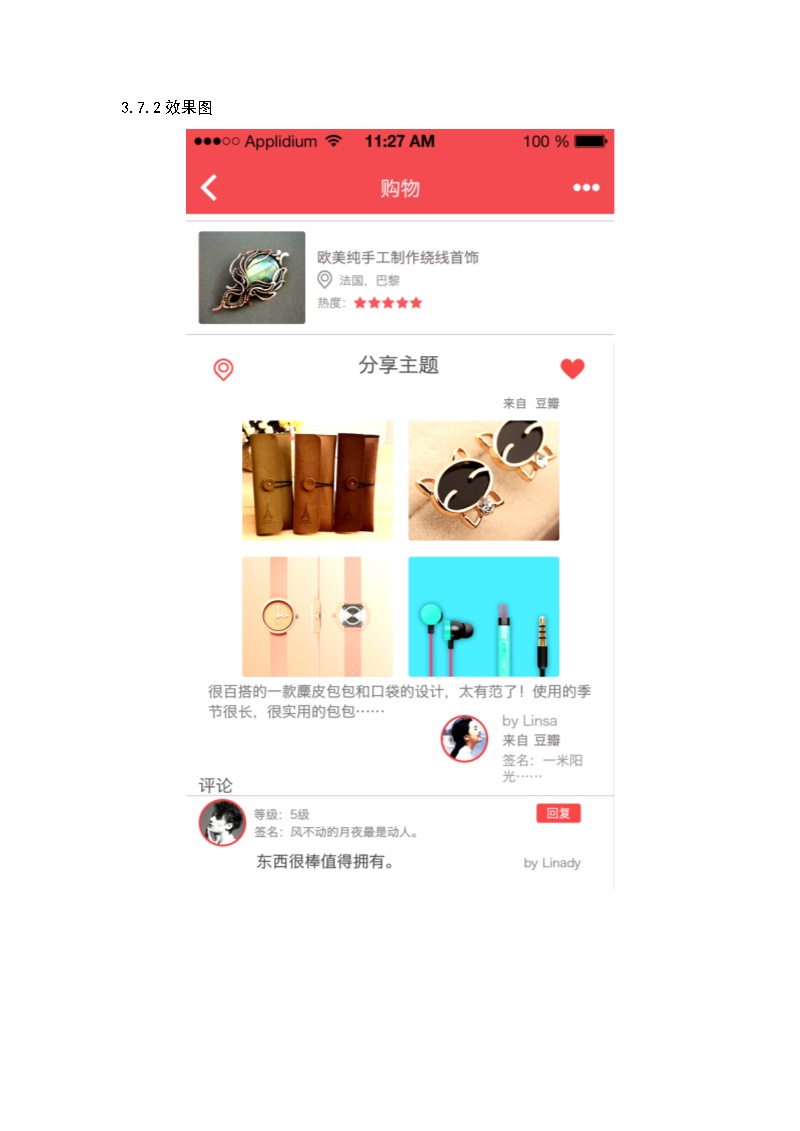 3.7.2效果图
Applidium 11:27 AM 100 %
购物
欧美纯手工制作绕线首饰
法国，巴黎
热度：
分享主题
来自 豆瓣
很百搭的一款麂皮包包和口袋的设计，太有范了！使用的季
节很长，很实用的包包……
by Linsa
来自 豆瓣
签名：一米阳
光……
评论
等级：5级
回复
签名：风不动的月夜最是动人。
东西很棒值得拥有。
by Linady